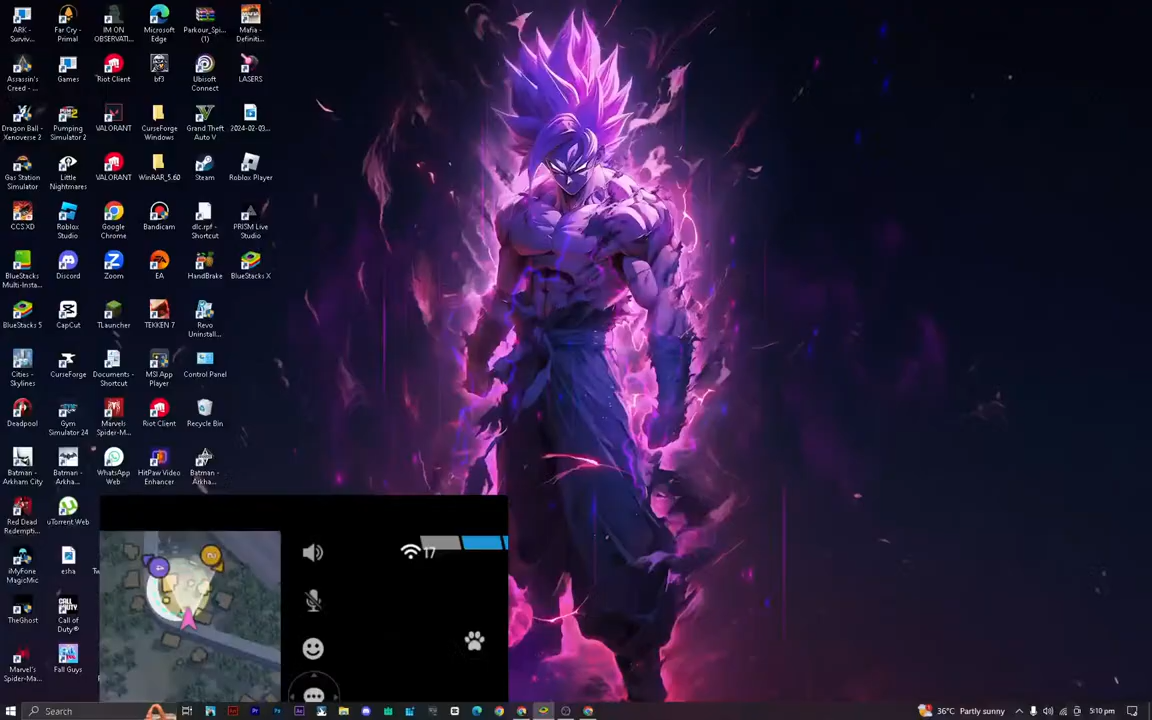 ARK -
Surviv...
Far Cry -
Primal
IM ON
OBSERVATI...
Microsoft
Edge
Parkour_Spi...
(1)
Mafia -
Definiti...
Assassin's
Creed - ...
Games
Riot Client
bf3
Ubisoft
Connect
LASERS
Dragon Ball -
Xenoverse 2
Pumping
Simulator 2
VALORANT
CurseForge
Windows
Grand Theft
Auto V
2024-02-03...
Gas Station
Simulator
Little
Nightmares
VALORANT
WinRAR_5.60
Steam
Roblox Player
CCS XD
Roblox
Studio
Google
Chrome
Bandicam
dlc.rpf -
Shortcut
PRISM Live
Studio
BlueStacks
Multi-Insta...
Discord
Zoom
EA
HandBrake
BlueStacks X
BlueStacks 5
CapCut
TLauncher
TEKKEN 7
Revo
Uninstall...
Cities -
Skylines
CurseForge
Documents -
Shortcut
MSI App
Player
Control Panel
Deadpool
Gym
Simulator 24
Marvels
Spider-M...
Riot Client
Recycle Bin
Batman -
Arkham City
Batman -
Arkha...
WhatsApp
Web
HitPaw Video
Enhancer
Batman -
Arkha...
Red Dead
Redempti...
uTorrent Web
iMyFone
MagicMic
esha
Tw
TheGhost
Call of
Duty®
Marvel's
Spider-Ma...
Fall Guys
17
Search
36°C Partly sunny
5:10 pm